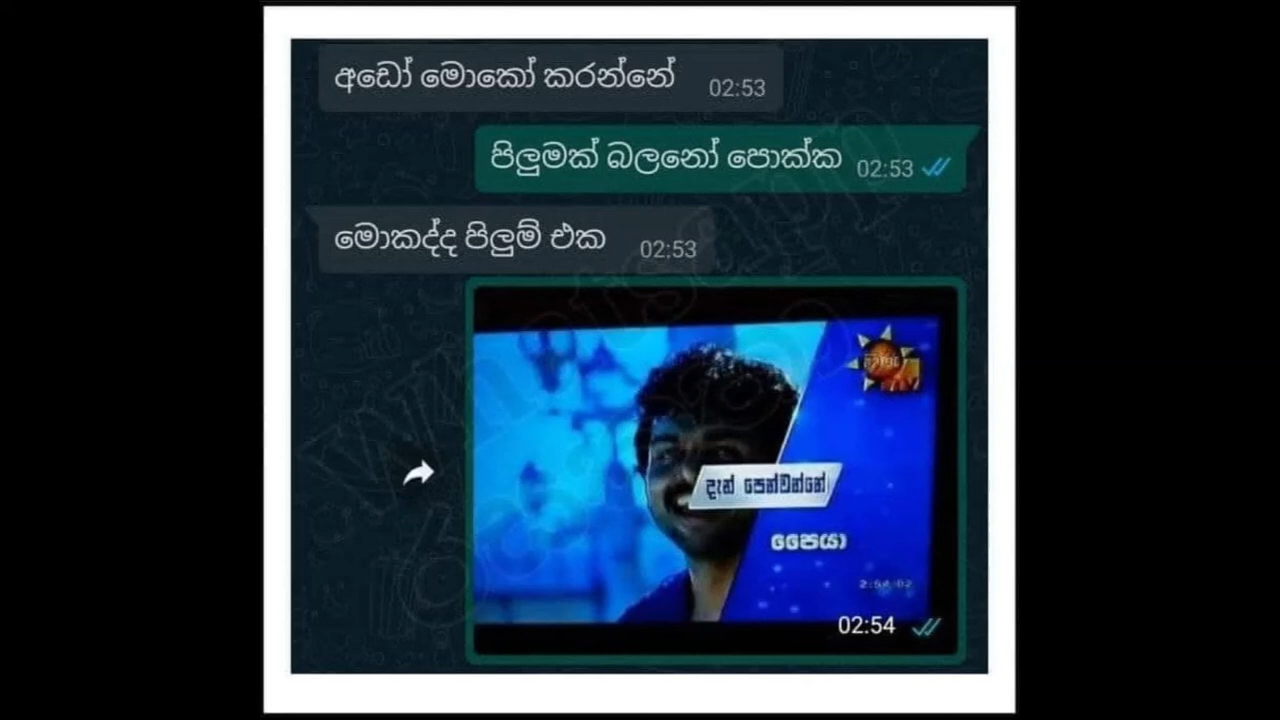 අඩෝ මොකෝ කරන්නේ 02:53
පිලුමක් බලනෝ පොක්ක 02:53
මොකද්ද පිලුම් එක 02:53
දැන් පෙන්වන්නේ
පෛයා
02:54